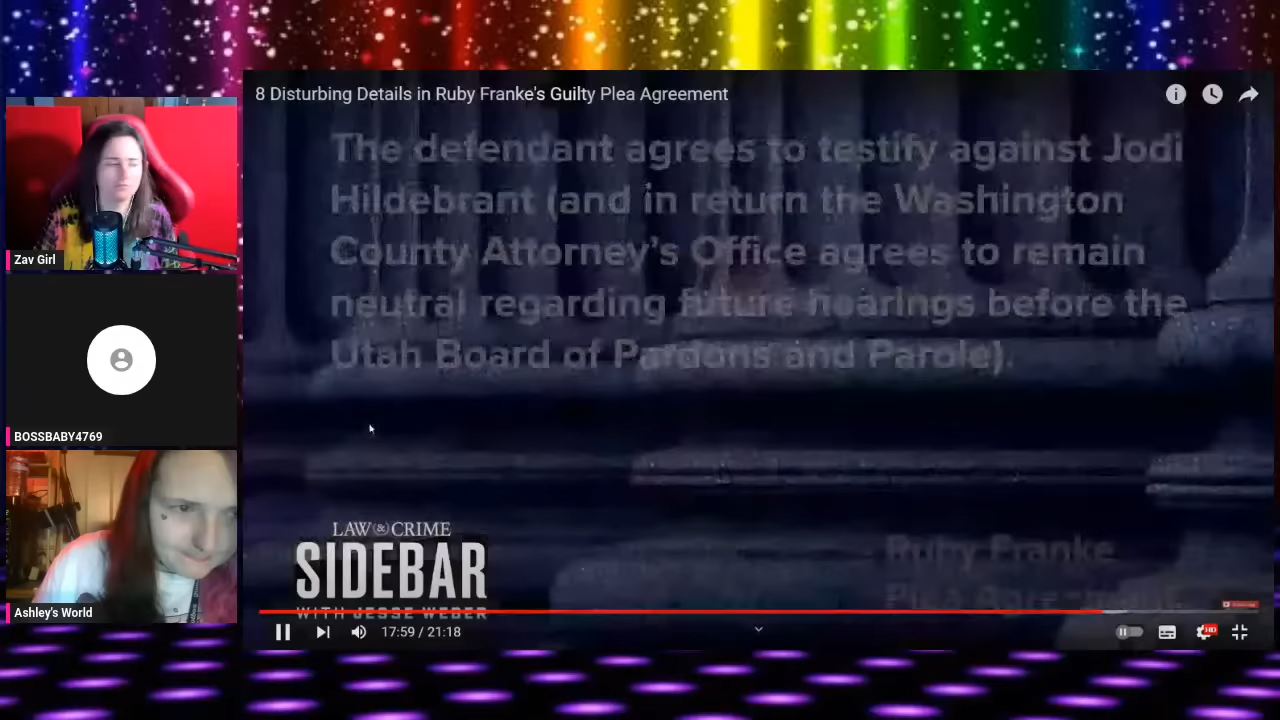 8 Disturbing Details in Ruby Franke's Guilty Plea Agreement
The defendant agrees to testify against Jodi
Hildebrant (and in return the Washington
County Attorney's Office agrees to remain
neutral regarding future hearings before the
Utah Board of Pardons and Parole).
Zav Girl
BOSSBABY4769
Ashley's World
LAW & CRIME
SIDEBAR
WITH JESSE WEBER
Ruby Franke
Plea Agreement
17:59 / 21:18
HD